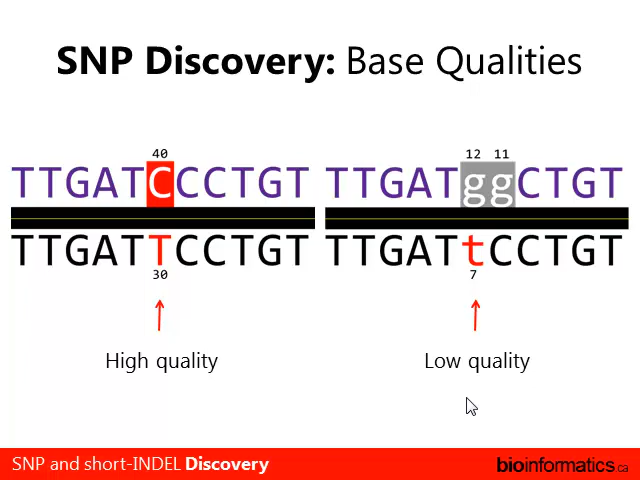 SNP Discovery: Base Qualities
40
TTGATCCCTGT
TTGATTCCTGT
30
High quality
12 11
TTGATggCTGT
TTGATtCCTGT
7
Low quality
SNP and short-INDEL Discovery
bioinformatics.ca